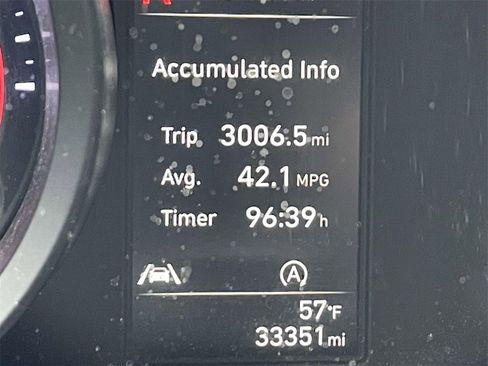 Accumulated Info
Trip 3006.5 mi
Avg. 42.1 MPG
Timer 96:39 h
A
57°F
33351 mi